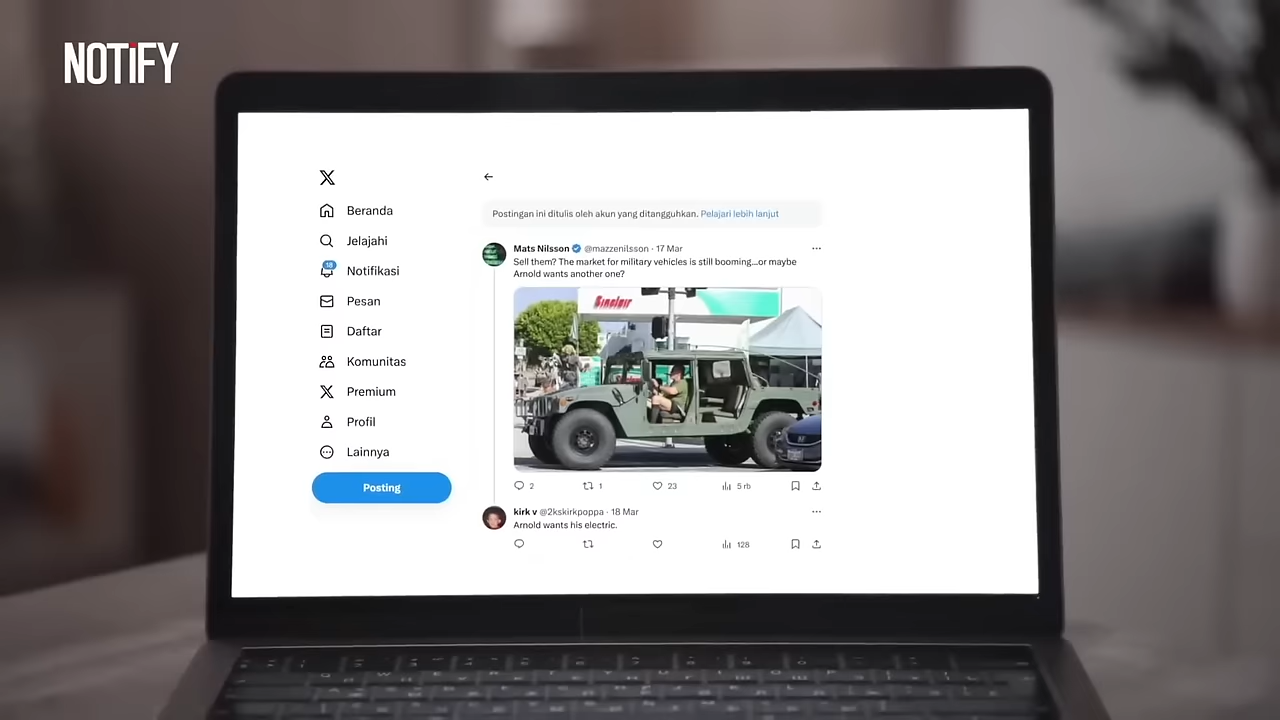 NOTiFY
X
Beranda
Jelajahi
18
Notifikasi
Pesan
Daftar
Komunitas
Premium
Profil
Lainnya
Posting
Postingan ini ditulis oleh akun yang ditangguhkan. Pelajari lebih lanjut
Mats Nilsson @mazzenilsson · 17 Mar
Sell them? The market for military vehicles is still booming...or maybe
Arnold wants another one?
Sinclair
2 1 23 5 rb
kirk v @2kskirkpoppa · 18 Mar
Arnold wants his electric.
128